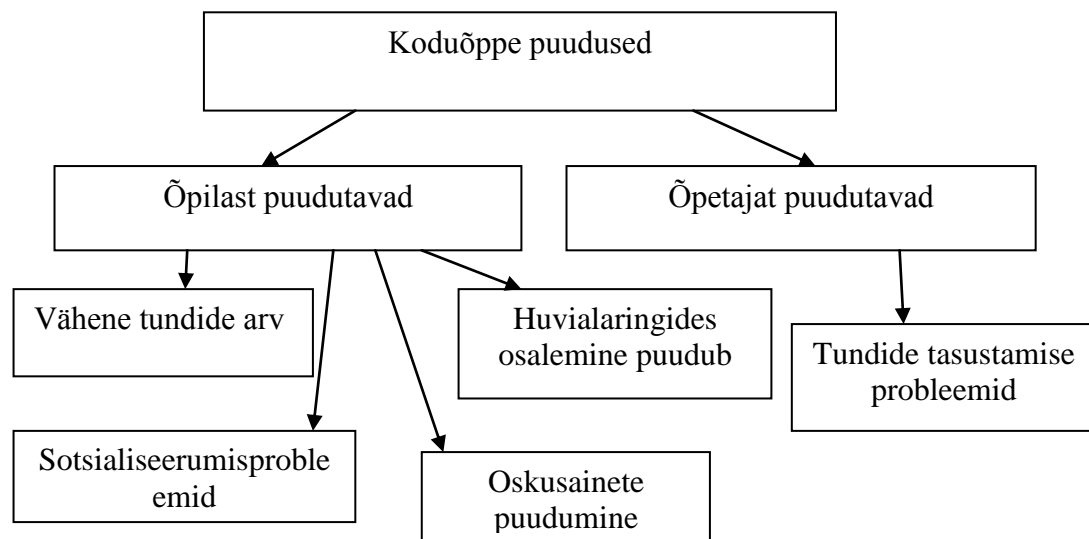 Koduõppe puudused
Õpilast puudutavad
Õpetajat puudutavad
Vähene tundide arv
Huvialaringides
osalemine puudub
Tundide tasustamise
probleemid
Sotsialiseerumisproble
emid
Oskusainete
puudumine